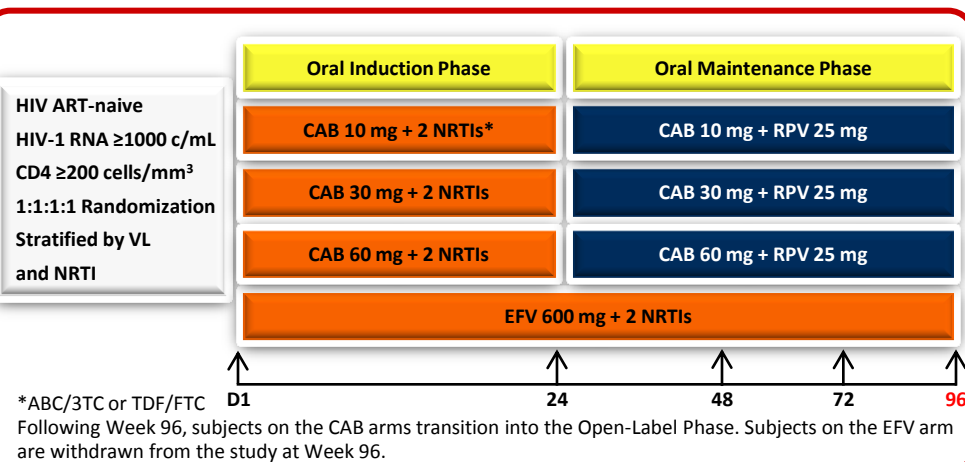 Oral Induction Phase
Oral Maintenance Phase
HIV ART-naive
HIV-1 RNA ≥1000 c/mL
CD4 ≥200 cells/mm³
1:1:1:1 Randomization
Stratified by VL
and NRTI
CAB 10 mg + 2 NRTIs*
CAB 10 mg + RPV 25 mg
CAB 30 mg + 2 NRTIs
CAB 30 mg + RPV 25 mg
CAB 60 mg + 2 NRTIs
CAB 60 mg + RPV 25 mg
EFV 600 mg + 2 NRTIs
D1 24 48 72 96
*ABC/3TC or TDF/FTC
Following Week 96, subjects on the CAB arms transition into the Open-Label Phase. Subjects on the EFV arm
are withdrawn from the study at Week 96.